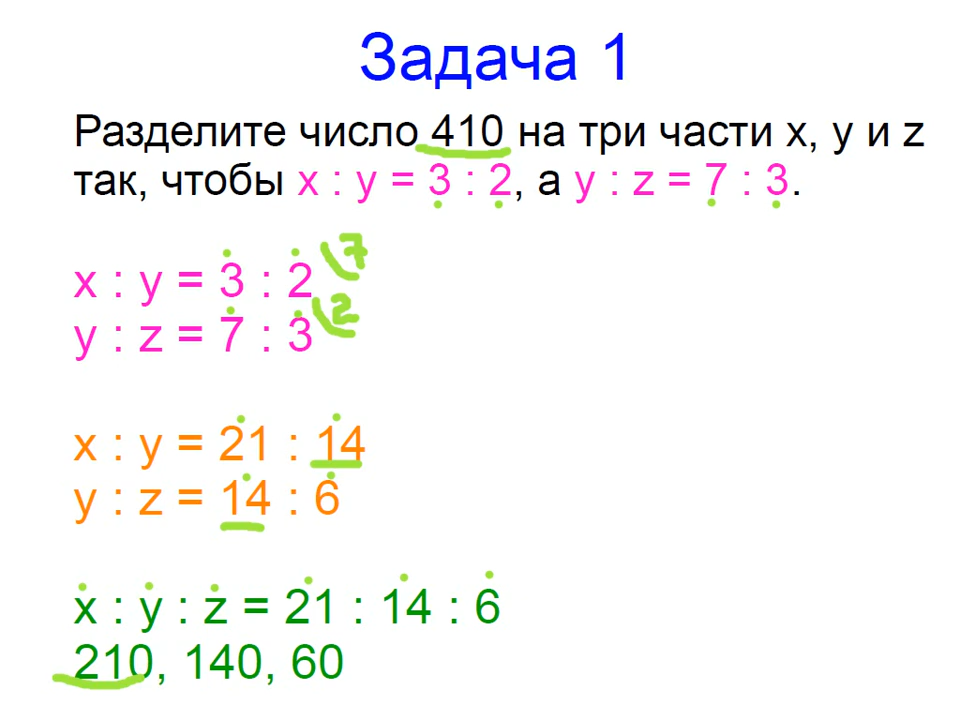 Задача 1
Разделите число 410 на три части x, y и z
так, чтобы x : y = 3 : 2, а y : z = 7 : 3.
x : y = 3 : 2 \7
y : z = 7 : 3 \2
x : y = 21 : 14
y : z = 14 : 6
x : y : z = 21 : 14 : 6
210, 140, 60